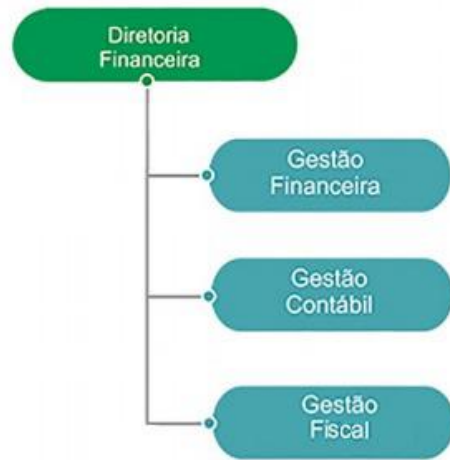 Diretoria
Financeira
Gestão
Financeira
Gestão
Contábil
Gestão
Fiscal